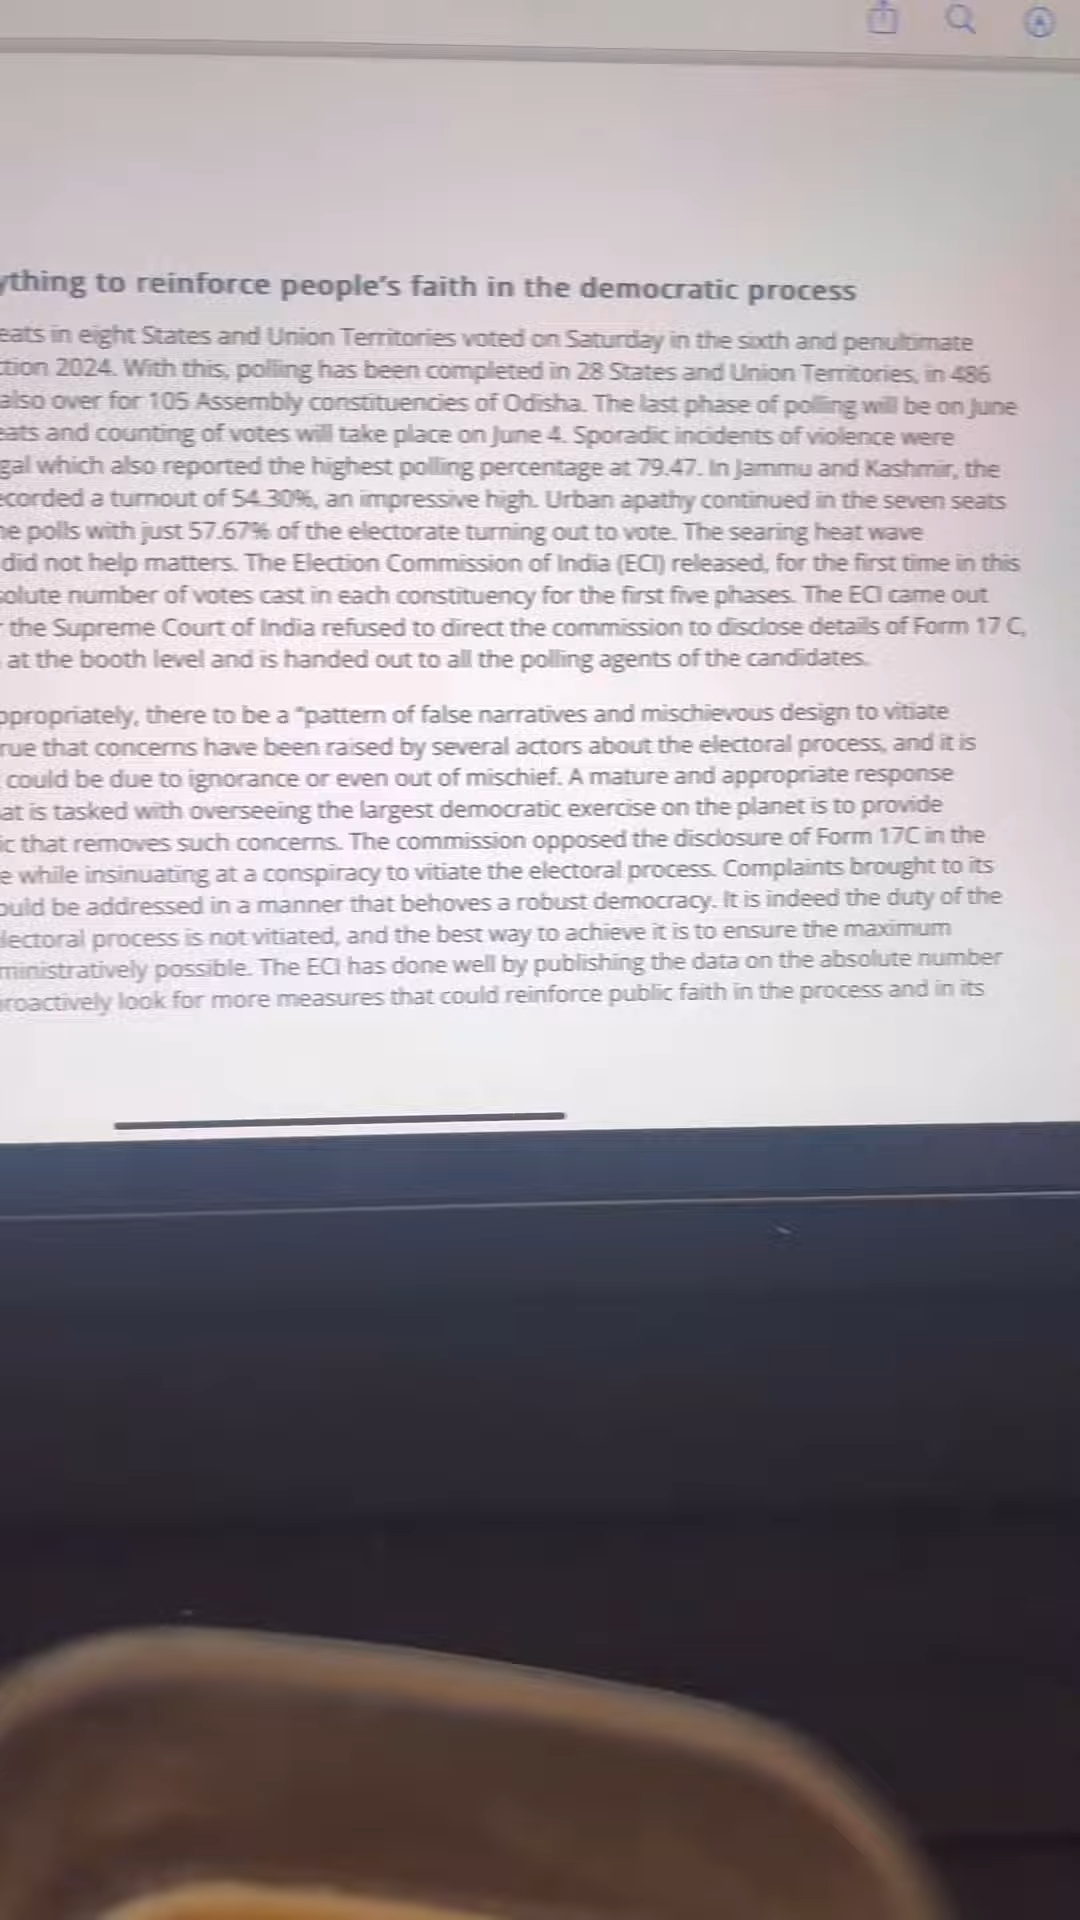 ything to reinforce people's faith in the democratic process
eats in eight States and Union Territories voted on Saturday in the sixth and penultimate
ction 2024. With this, polling has been completed in 28 States and Union Territories, in 486
also over for 105 Assembly constituencies of Odisha. The last phase of polling will be on June
eats and counting of votes will take place on June 4. Sporadic incidents of violence were
gal which also reported the highest polling percentage at 79.47. In Jammu and Kashmir, the
ecorded a turnout of 54.30%, an impressive high. Urban apathy continued in the seven seats
he polls with just 57.67% of the electorate turning out to vote. The searing heat wave
did not help matters. The Election Commission of India (ECI) released, for the first time in this
solute number of votes cast in each constituency for the first five phases. The ECI came out
the Supreme Court of India refused to direct the commission to disclose details of Form 17 C,
at the booth level and is handed out to all the polling agents of the candidates.
ppropriately, there to be a "pattern of false narratives and mischievous design to vitiate
rue that concerns have been raised by several actors about the electoral process, and it is
could be due to ignorance or even out of mischief. A mature and appropriate response
at is tasked with overseeing the largest democratic exercise on the planet is to provide
ic that removes such concerns. The commission opposed the disclosure of Form 17C in the
e while insinuating at a conspiracy to vitiate the electoral process. Complaints brought to its
ould be addressed in a manner that behoves a robust democracy. It is indeed the duty of the
lectoral process is not vitiated, and the best way to achieve it is to ensure the maximum
ministratively possible. The ECI has done well by publishing the data on the absolute number
roactively look for more measures that could reinforce public faith in the process and in its